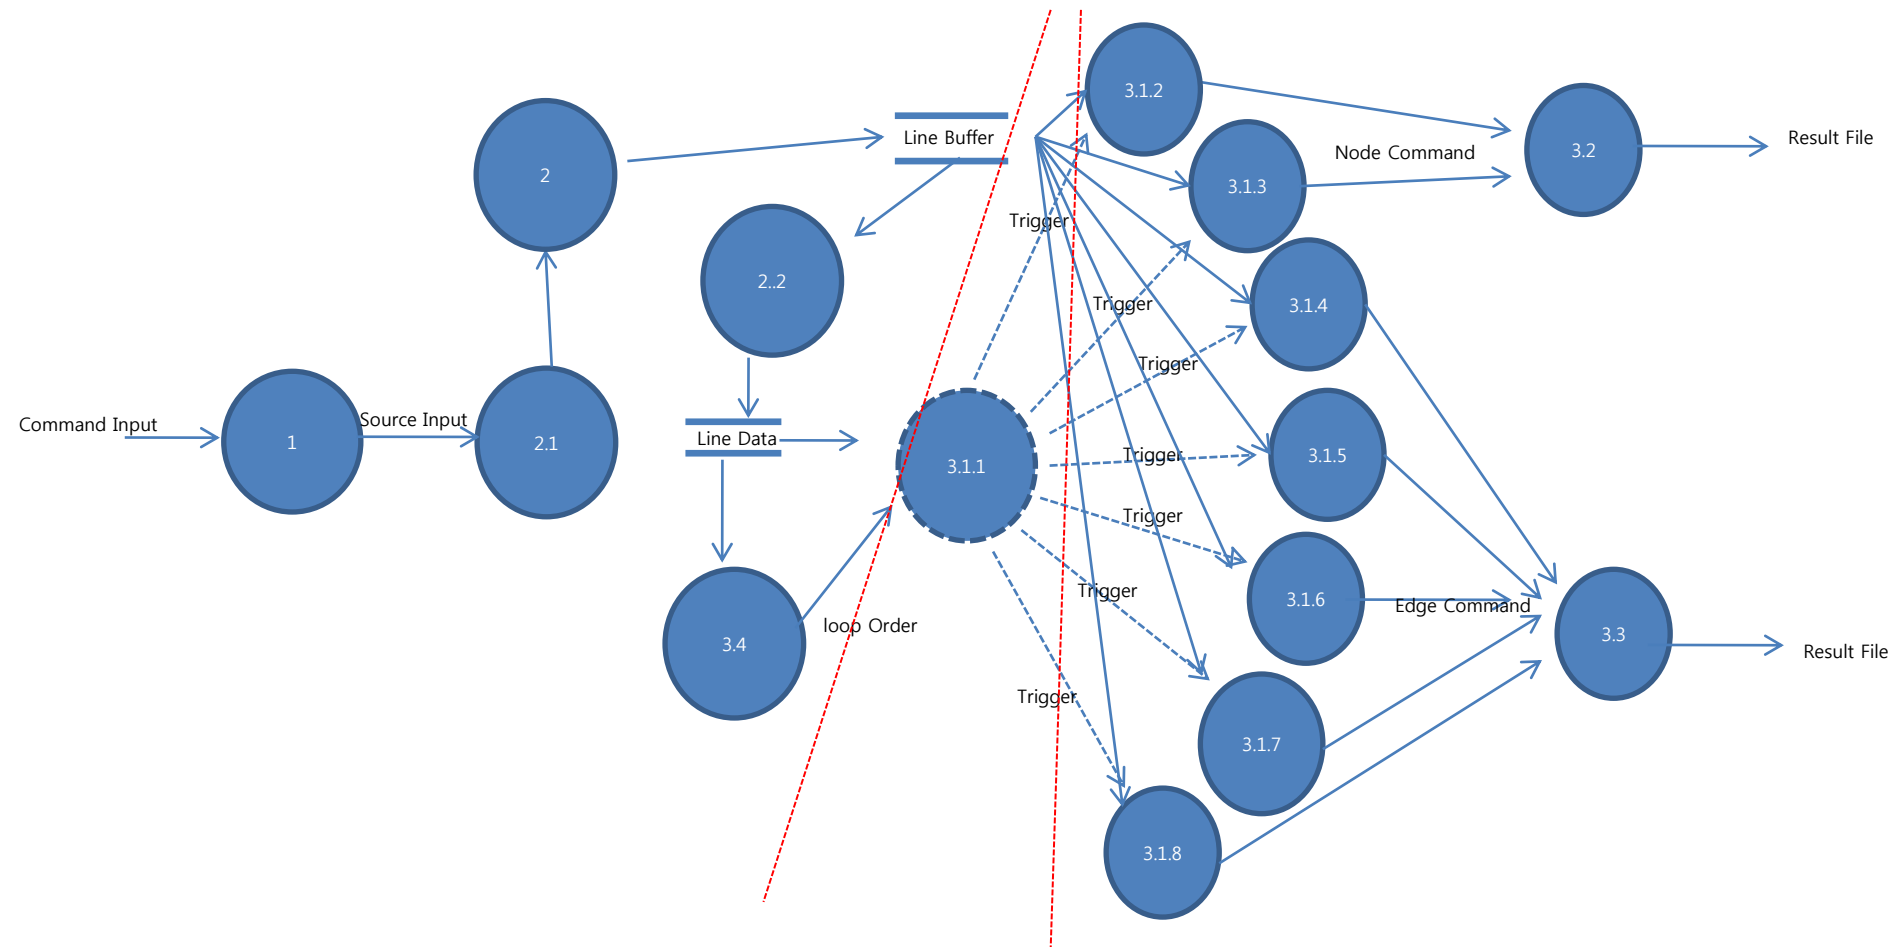 3.1.2
2
Line Buffer
Node Command
3.2
Result File
3.1.3
Trigger
2..2
Trigger
3.1.4
Trigger
Command Input
1
Source Input
2.1
Line Data
3.1.1
Trigger
3.1.5
Trigger
Trigger
3.1.6
Edge Command
loop Order
3.4
3.3
Result File
Trigger
3.1.7
3.1.8